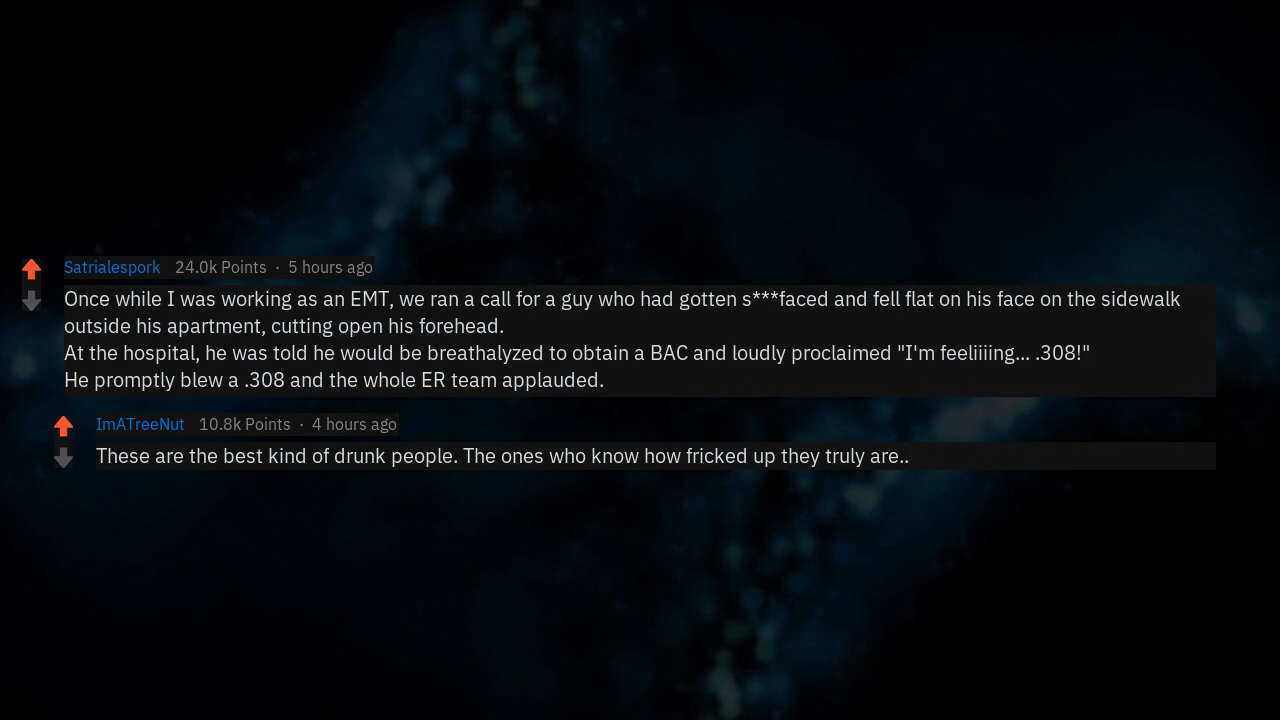 Satrialespork 24.0k Points · 5 hours ago
Once while I was working as an EMT, we ran a call for a guy who had gotten s***faced and fell flat on his face on the sidewalk
outside his apartment, cutting open his forehead.
At the hospital, he was told he would be breathalyzed to obtain a BAC and loudly proclaimed "I'm feeliiiing... .308!"
He promptly blew a .308 and the whole ER team applauded.
ImATreeNut 10.8k Points · 4 hours ago
These are the best kind of drunk people. The ones who know how fricked up they truly are..